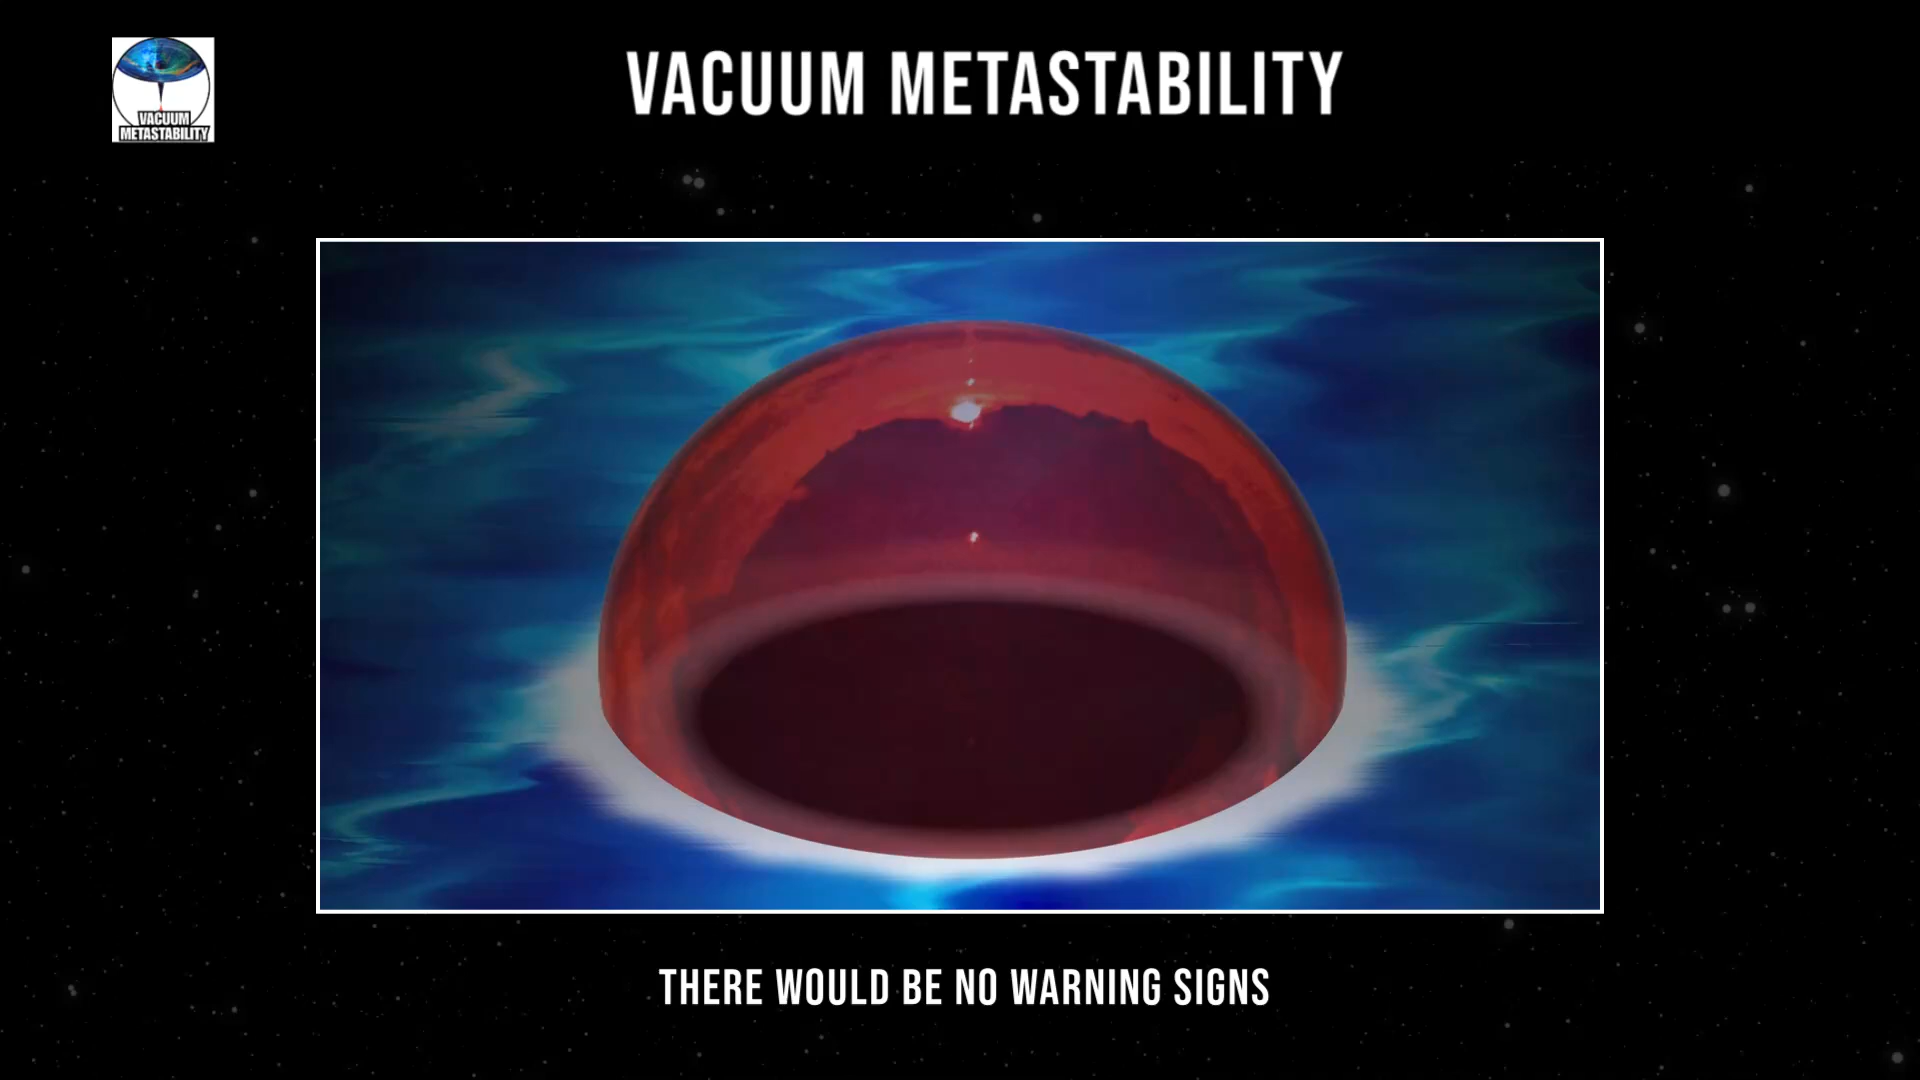 VACUUM METASTABILITY
VACUUM
METASTABILITY
THERE WOULD BE NO WARNING SIGNS